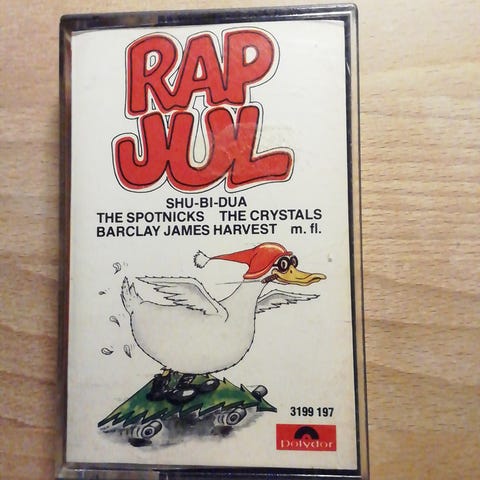 RAP
JUL
SHU-BI-DUA
THE SPOTNICKS THE CRYSTALS
BARCLAY JAMES HARVEST m. fl.
3199 197
polydor